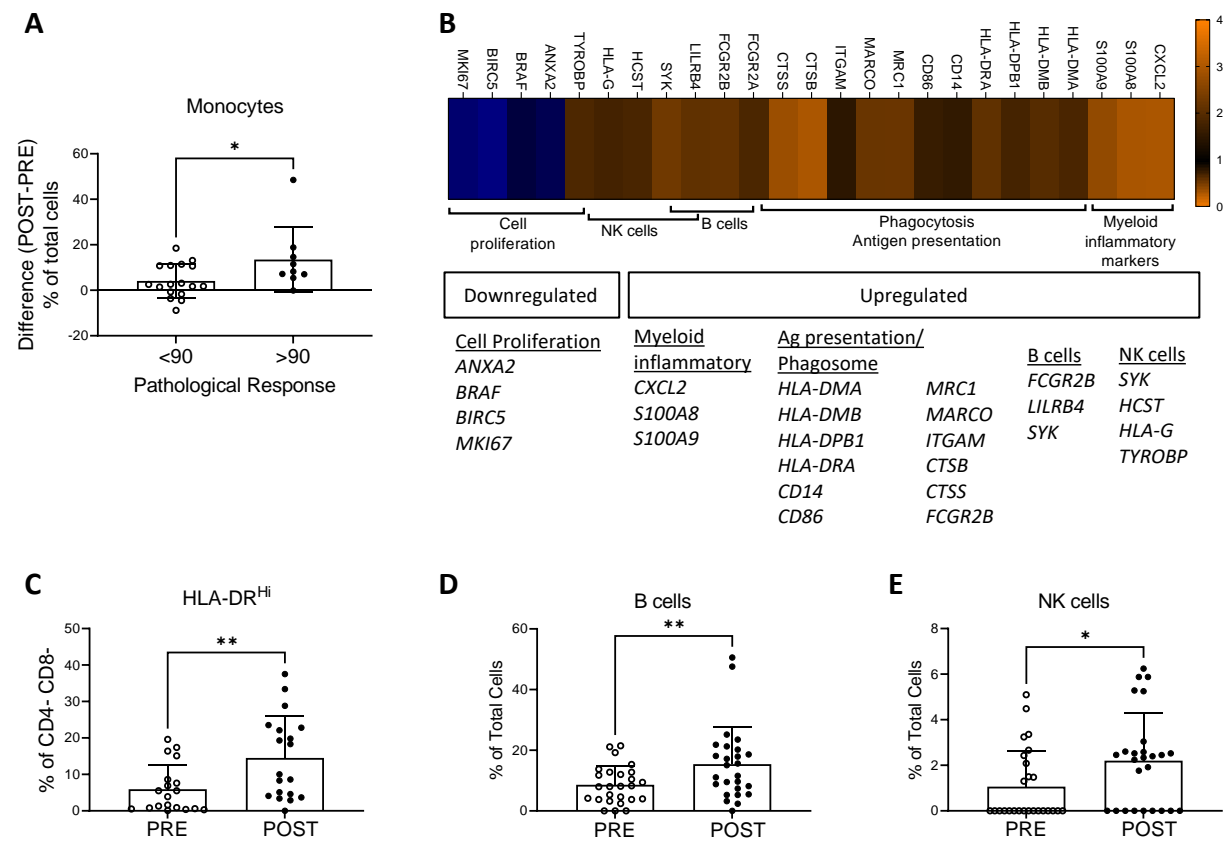 A
Monocytes
Difference (POST-PRE)
% of total cells
60
40
20
0
-20
*
<90
>90
Pathological Response
B
MKI67
BIRC5
BRAF
ANXA2
TYROBP
HLA-G
HCST
SYK
LILRB4
FCGR2B
FCGR2A
CTSS
CTSB
ITGAM
MARCO
MRC1
CD86
CD14
HLA-DRA
HLA-DPB1
HLA-DMB
HLA-DMA
S100A9
S100A8
CXCL2
4
3
2
1
0
Cell
proliferation
NK cells
B cells
Phagocytosis
Antigen presentation
Myeloid
inflammatory
markers
Downregulated
Upregulated
Cell Proliferation
ANXA2
BRAF
BIRC5
MKI67
Myeloid
inflammatory
CXCL2
S100A8
S100A9
Ag presentation/
Phagosome
HLA-DMA
HLA-DMB
HLA-DPB1
HLA-DRA
CD14
CD86
MRC1
MARCO
ITGAM
CTSB
CTSS
FCGR2B
B cells
FCGR2B
LILRB4
SYK
NK cells
SYK
HCST
HLA-G
TYROBP
C
HLA-DRHi
% of CD4- CD8-
50
40
30
20
10
0
**
PRE
POST
D
B cells
% of Total Cells
60
40
20
0
**
PRE
POST
E
NK cells
% of Total Cells
8
6
4
2
0
*
PRE
POST